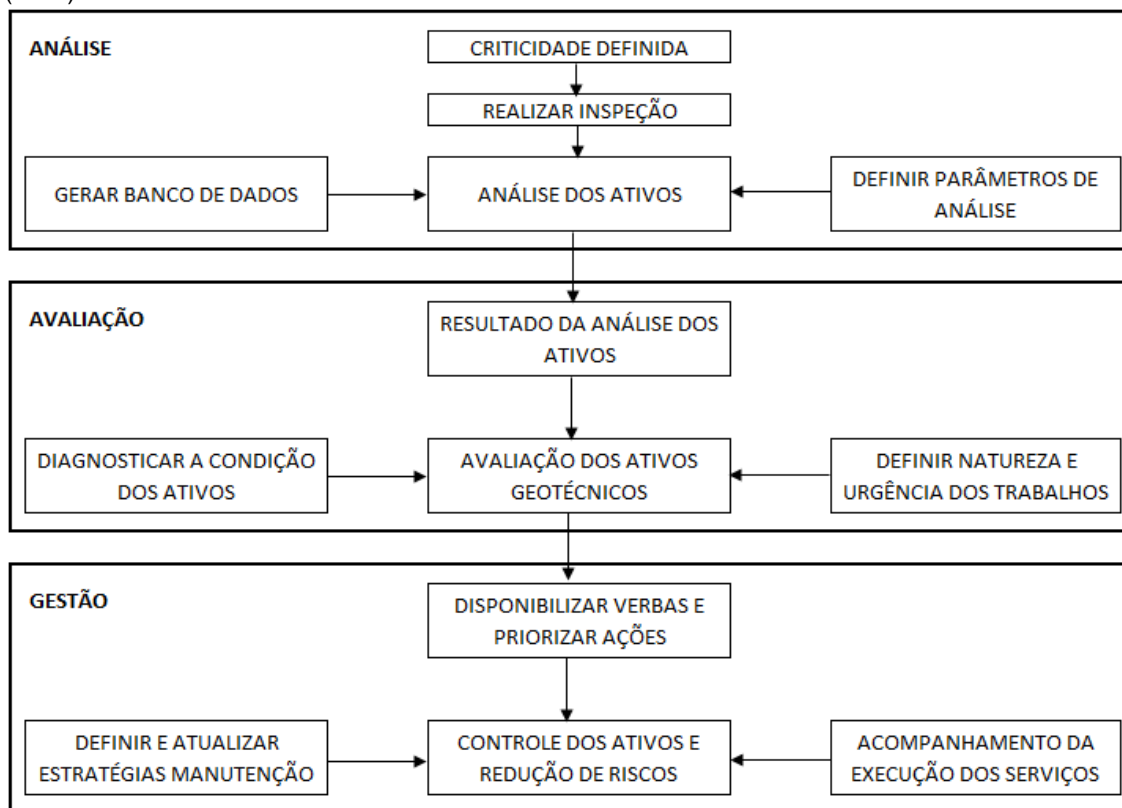 ANÁLISE
CRITICIDADE DEFINIDA
REALIZAR INSPEÇÃO
GERAR BANCO DE DADOS
ANÁLISE DOS ATIVOS
DEFINIR PARÂMETROS DE
ANÁLISE
AVALIAÇÃO
RESULTADO DA ANÁLISE DOS
ATIVOS
DIAGNOSTICAR A CONDIÇÃO
DOS ATIVOS
AVALIAÇÃO DOS ATIVOS
GEOTÉCNICOS
DEFINIR NATUREZA E
URGÊNCIA DOS TRABALHOS
GESTÃO
DISPONIBILIZAR VERBAS E
PRIORIZAR AÇÕES
DEFINIR E ATUALIZAR
ESTRATÉGIAS MANUTENÇÃO
CONTROLE DOS ATIVOS E
REDUÇÃO DE RISCOS
ACOMPANHAMENTO DA
EXECUÇÃO DOS SERVIÇOS